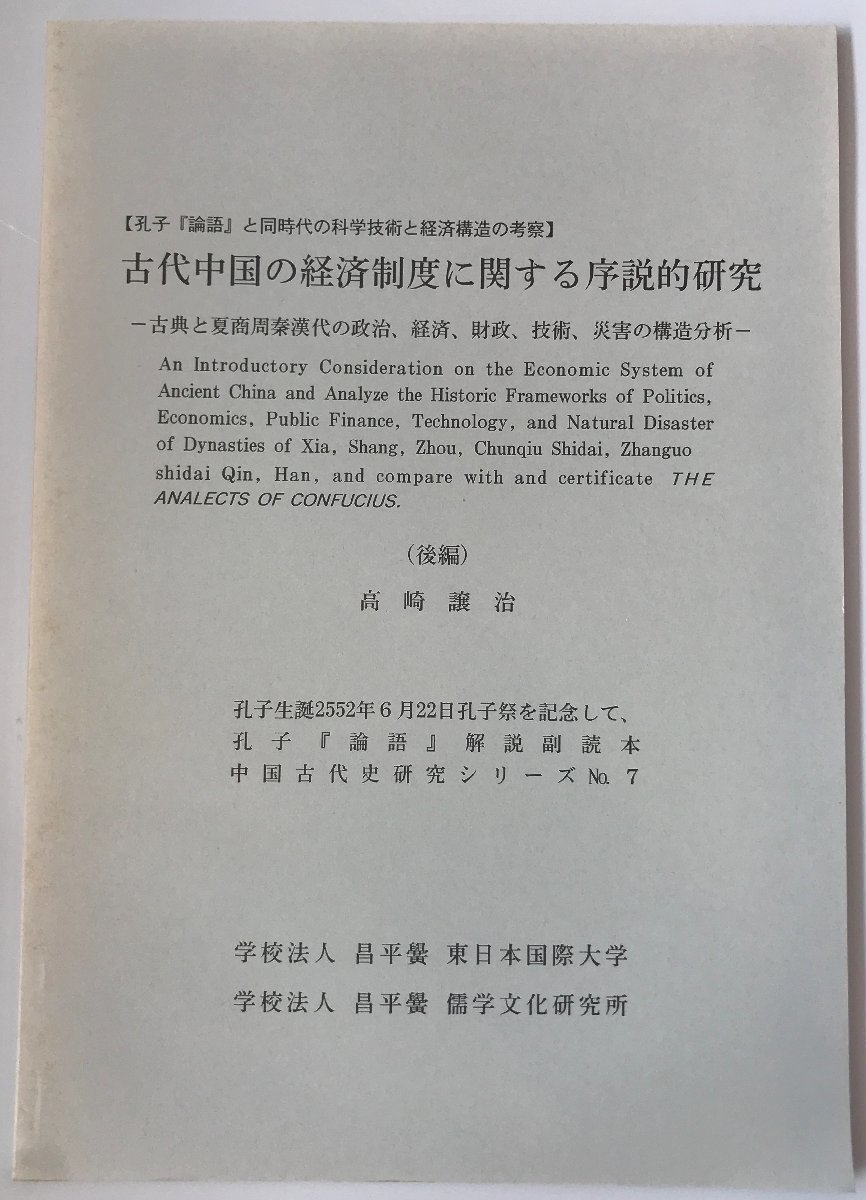 【孔子『論語』と同時代の科学技術と経済構造の考察】
古代中国の経済制度に関する序説的研究
－古典と夏商周秦漢代の政治、経済、財政、技術、災害の構造分析－
An Introductory Consideration on the Economic System of
Ancient China and Analyze the Historic Frameworks of Politics,
Economics, Public Finance, Technology, and Natural Disaster
of Dynasties of Xia, Shang, Zhou, Chunqiu Shidai, Zhanguo
shidai Qin, Han, and compare with and certificate THE
ANALECTS OF CONFUCIUS.
（後編）
高崎譲治
孔子生誕2552年6月22日孔子祭を記念して、
孔子『論語』解説副読本
中国古代史研究シリーズ№7
学校法人 昌平黌 東日本国際大学
学校法人 昌平黌 儒学文化研究所